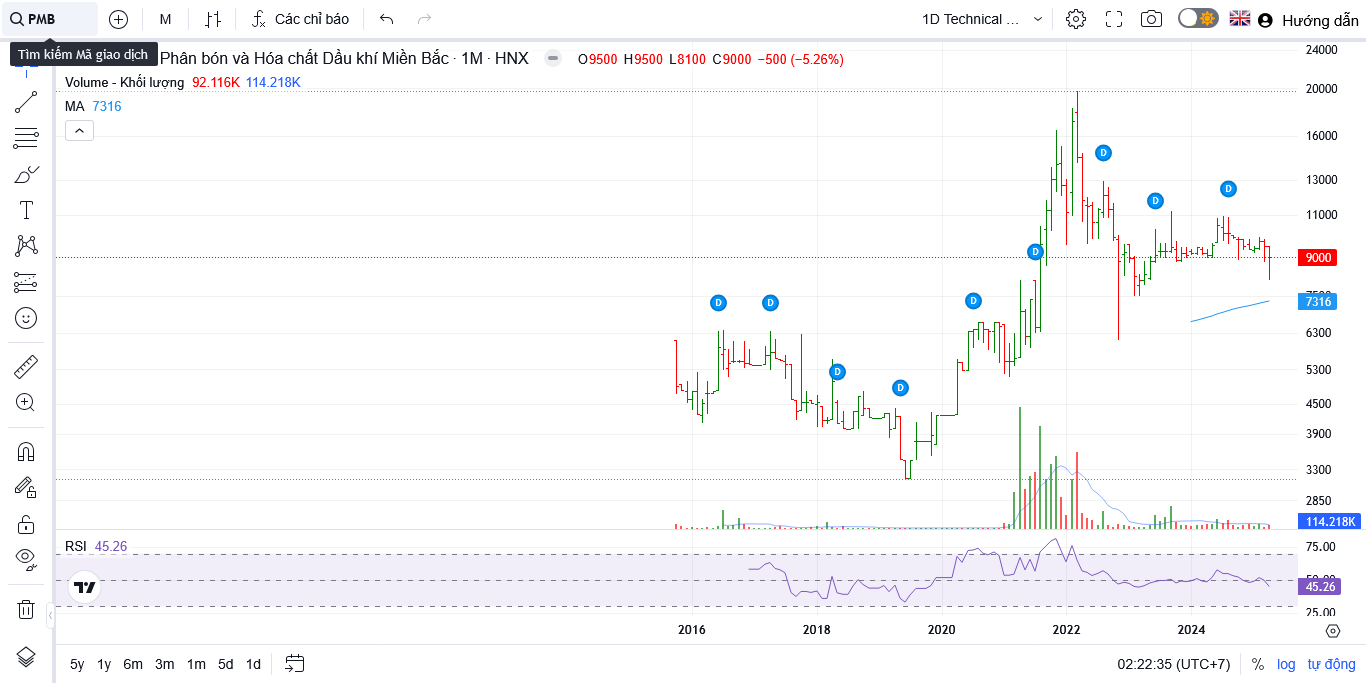 PMB M Các chỉ báo 1D Technical ... Hướng dẫn
Tìm kiếm Mã giao dịch
Phân bón và Hóa chất Dầu khí Miền Bắc · 1M · HNX O9500 H9500 L8100 C9000 −500 (−5.26%)
Volume - Khối lượng 92.116K 114.218K
MA 7316
24000
20000
16000
13000
11000
9000
7316
6300
5300
4500
3900
3300
2850
114.218K
D
D
D
D
D
D
D
D
D
RSI 45.26
75.00
45.26
25.00
2016 2018 2020 2022 2024
5y 1y 6m 3m 1m 5d 1d 02:22:35 (UTC+7) % log tự động